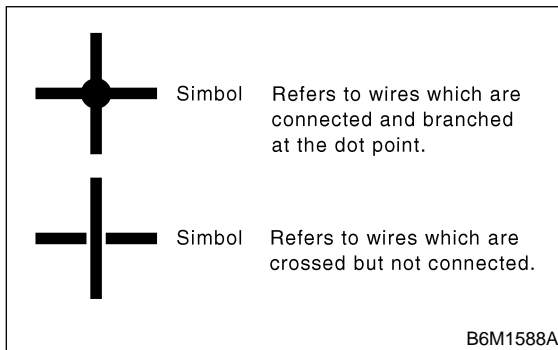 Simbol Refers to wires which are
connected and branched
at the dot point.
Simbol Refers to wires which are
crossed but not connected.
B6M1588A